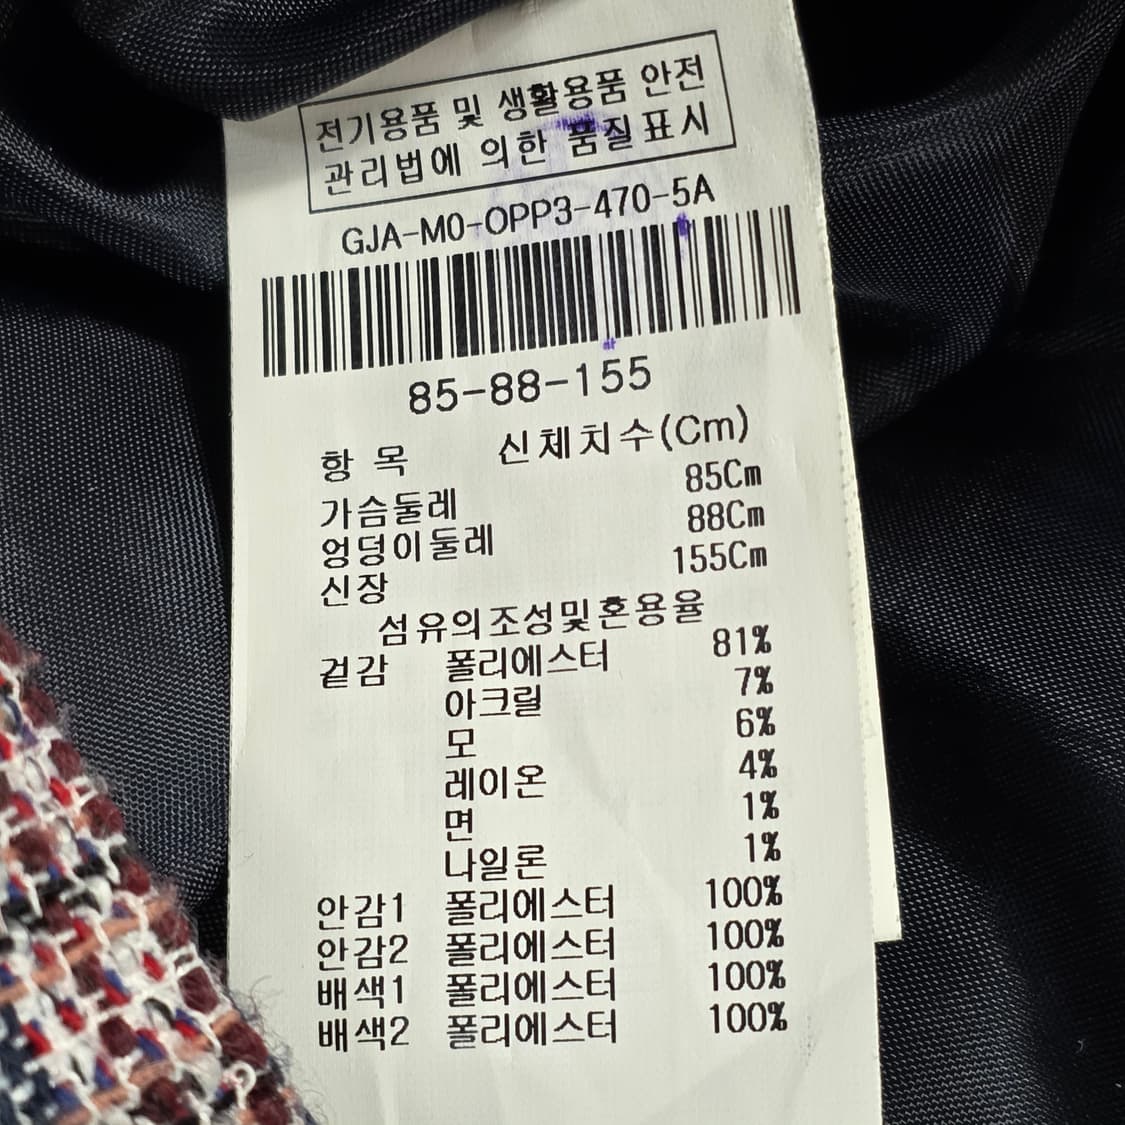 전기용품 및 생활용품 안전
관리법에 의한 품질표시
GJA-M0-OPP3-470-5A
85-88-155
항 목 신체치수(Cm)
가슴둘레 85Cm
엉덩이둘레 88Cm
신장 155Cm
섬유의조성및혼용율
겉감 폴리에스터 81%
아크릴 7%
모 6%
레이온 4%
면 1%
나일론 1%
안감1 폴리에스터 100%
안감2 폴리에스터 100%
배색1 폴리에스터 100%
배색2 폴리에스터 100%